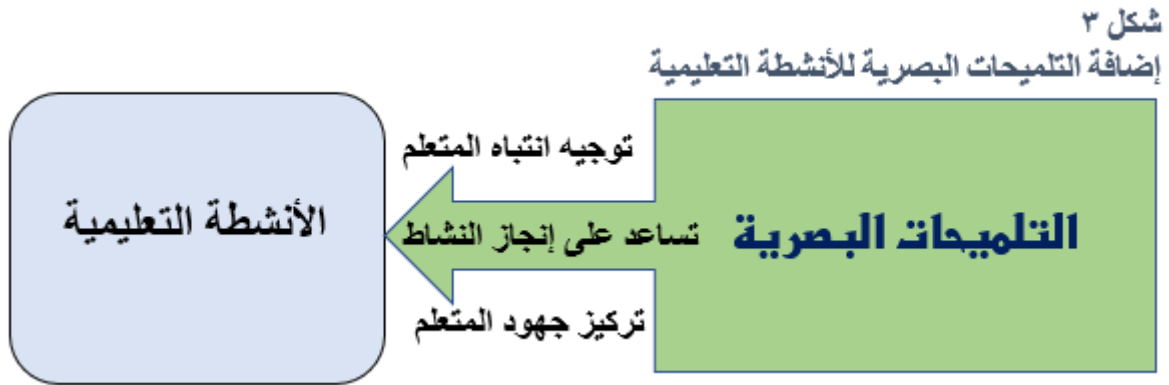 شكل ٣
إضافة التلميحات البصرية للأنشطة التعليمية
التلميحات البصرية
توجيه انتباه المتعلم
تساعد على إنجاز النشاط
تركيز جهود المتعلم
الأنشطة التعليمية